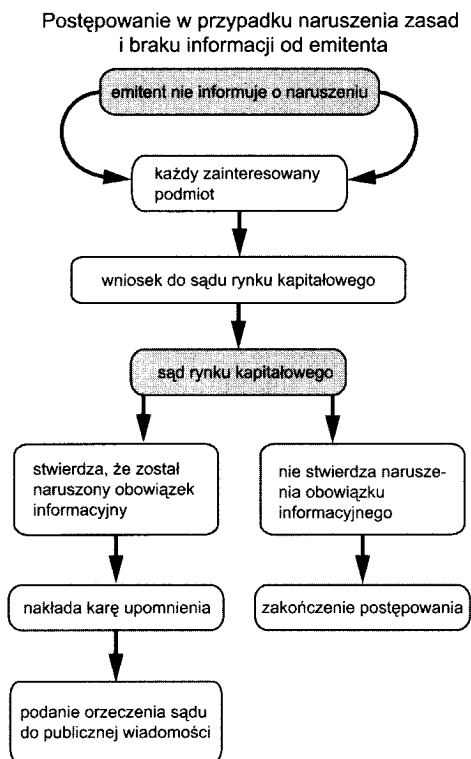 Postępowanie w przypadku naruszenia zasad
i braku informacji od emitenta
emitent nie informuje o naruszeniu
każdy zainteresowany
podmiot
wniosek do sądu rynku kapitałowego
sąd rynku kapitałowego
stwierdza, że został
naruszony obowiązek
informacyjny
nie stwierdza narusze-
nia obowiązku
informacyjnego
nakłada karę upomnienia
zakończenie postępowania
podanie orzeczenia sądu
do publicznej wiadomości